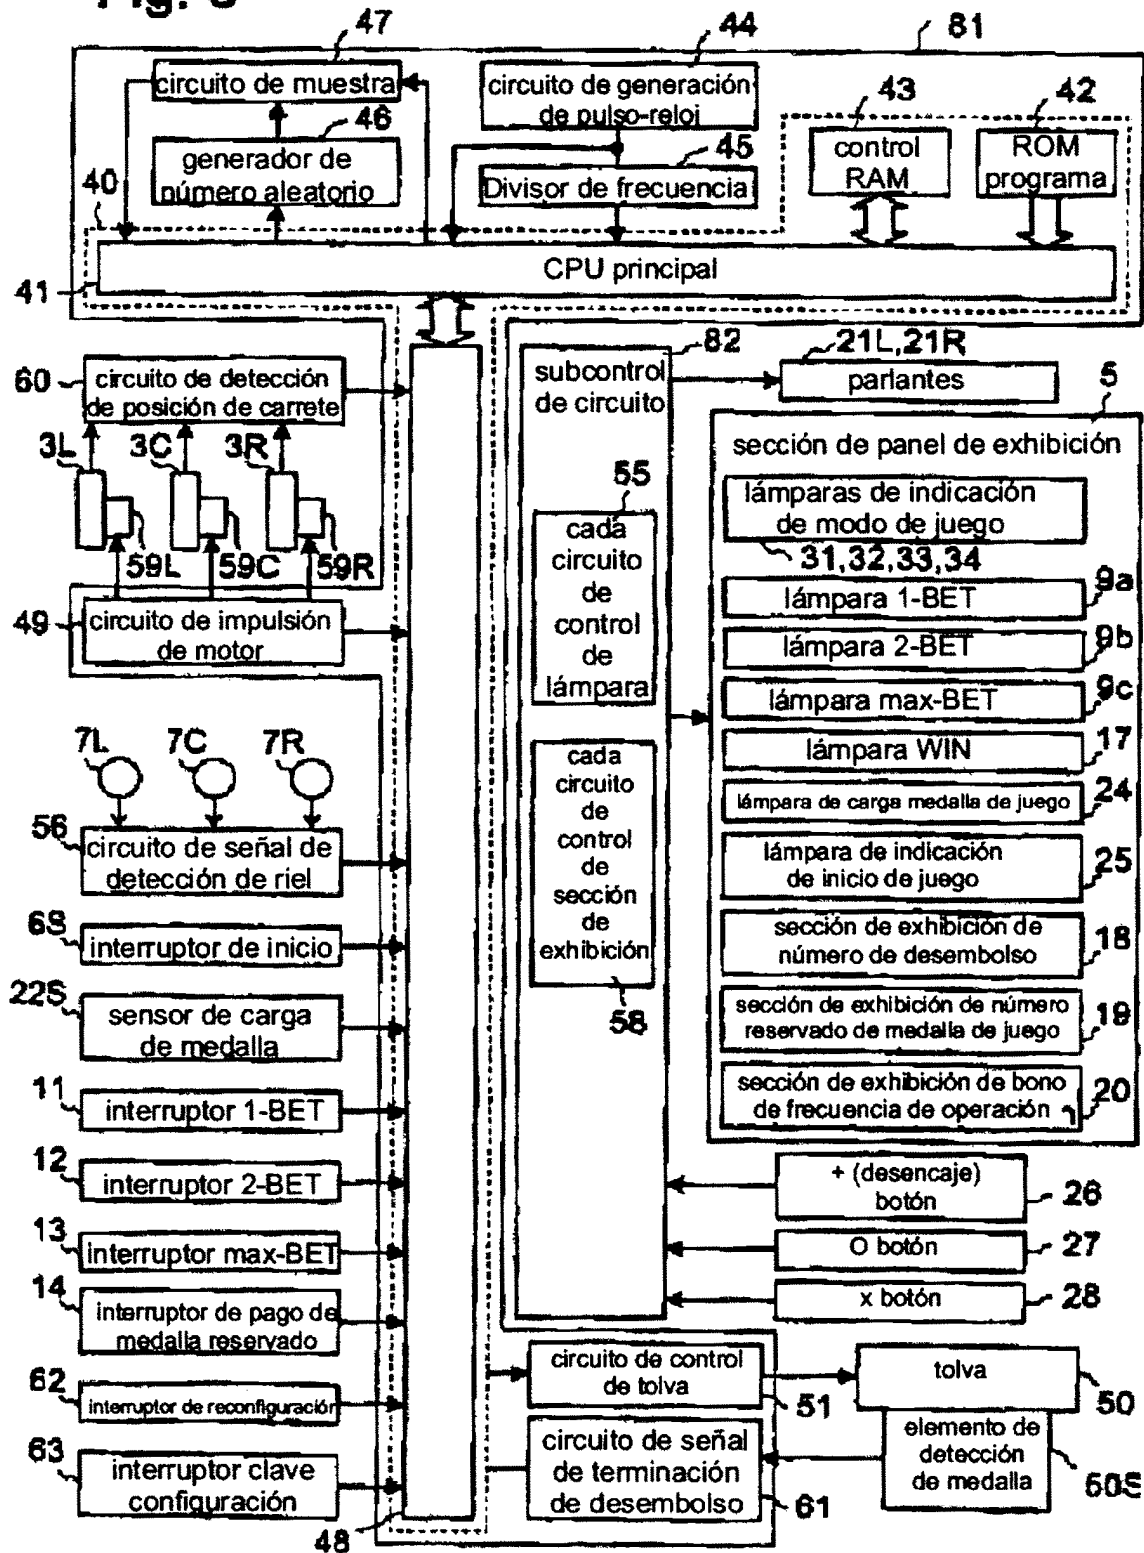 47
44
81
circuito de muestra
circuito de generación
de pulso-reloj
43
42
46
45
generador de
número aleatorio
control
RAM
ROM
programa
40
Divisor de frecuencia
CPU principal
41
82
21L,21R
subcontrol
de circuito
parlantes
5
60
circuito de detección
de posición de carrete
sección de panel de exhibición
3L
3C
3R
55
lámparas de indicación
de modo de juego
cada
circuito
de
control
de
lámpara
31,32,33,34
59L
59C
59R
9a
lámpara 1-BET
49
circuito de impulsión
de motor
9b
lámpara 2-BET
9c
lámpara max-BET
7L
7C
7R
17
lámpara WIN
cada
circuito
de
control
de
sección
de
exhibición
24
lámpara de carga medalla de juego
56
circuito de señal de
detección de riel
25
lámpara de indicación
de inicio de juego
6S
interruptor de inicio
18
sección de exhibición de
número de desembolso
22S
sensor de carga
de medalla
58
19
sección de exhibición de número
reservado de medalla de juego
11
interruptor 1-BET
20
sección de exhibición de bono
de frecuencia de operación
12
interruptor 2-BET
+ (desencaje)
botón
26
13
interruptor max-BET
O botón
27
14
interruptor de pago de
medalla reservado
x botón
28
62
interruptor de reconfiguración
circuito de control
de tolva
51
tolva
50
63
interruptor clave
configuración
circuito de señal
de terminación
de desembolso
61
elemento de
detección
de medalla
50S
48